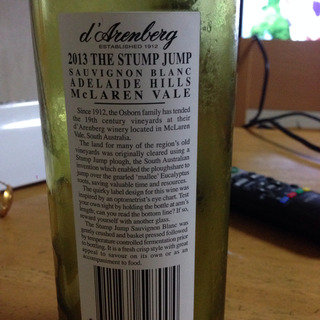 d'Arenberg
ESTABLISHED 1912
2013 THE STUMP JUMP
SAUVIGNON BLANC
ADELAIDE HILLS
McLAREN VALE
Since 1912, the Osborn family has tended
the 19th century vineyards at their
d'Arenberg winery located in McLaren
Vale, South Australia.
The land for many of the region's old
vineyards was originally cleared using a
Stump Jump plough, the South Australian
invention which enabled the ploughshare to
jump over the gnarled "mallee" Eucalyptus
roots, saving valuable time and resources.
The quirky label design for this wine was
inspired by an optometrist's eye chart. Test
your own sight by holding the bottle at arm's
length; can you read the bottom line? If so,
reward yourself with another glass.
The Stump Jump Sauvignon Blanc was
gently crushed and basket pressed followed
by temperature controlled fermentation prior
to bottling. It is a fresh crisp style with great
appeal to savour on its own or as an
accompaniment to food.